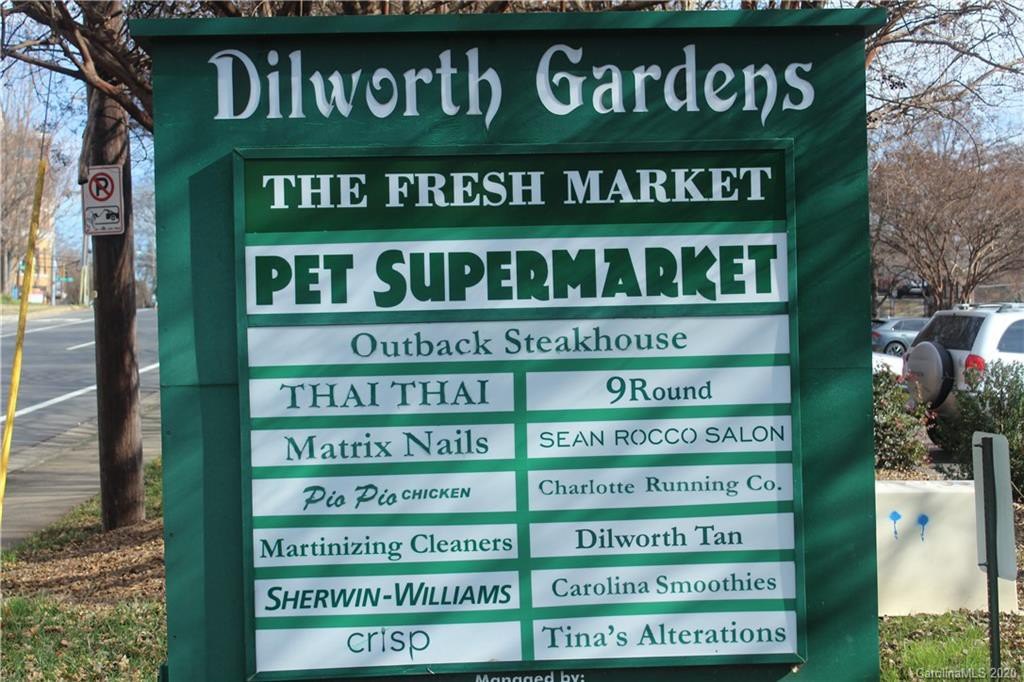 Dilworth Gardens
THE FRESH MARKET
PET SUPERMARKET
Outback Steakhouse
THAI THAI
9Round
Matrix Nails
SEAN ROCCO SALON
Pio Pio CHICKEN
Charlotte Running Co.
Martinizing Cleaners
Dilworth Tan
SHERWIN-WILLIAMS
Carolina Smoothies
crisp
Tina's Alterations
Managed by:
CarolinaMLS 2020